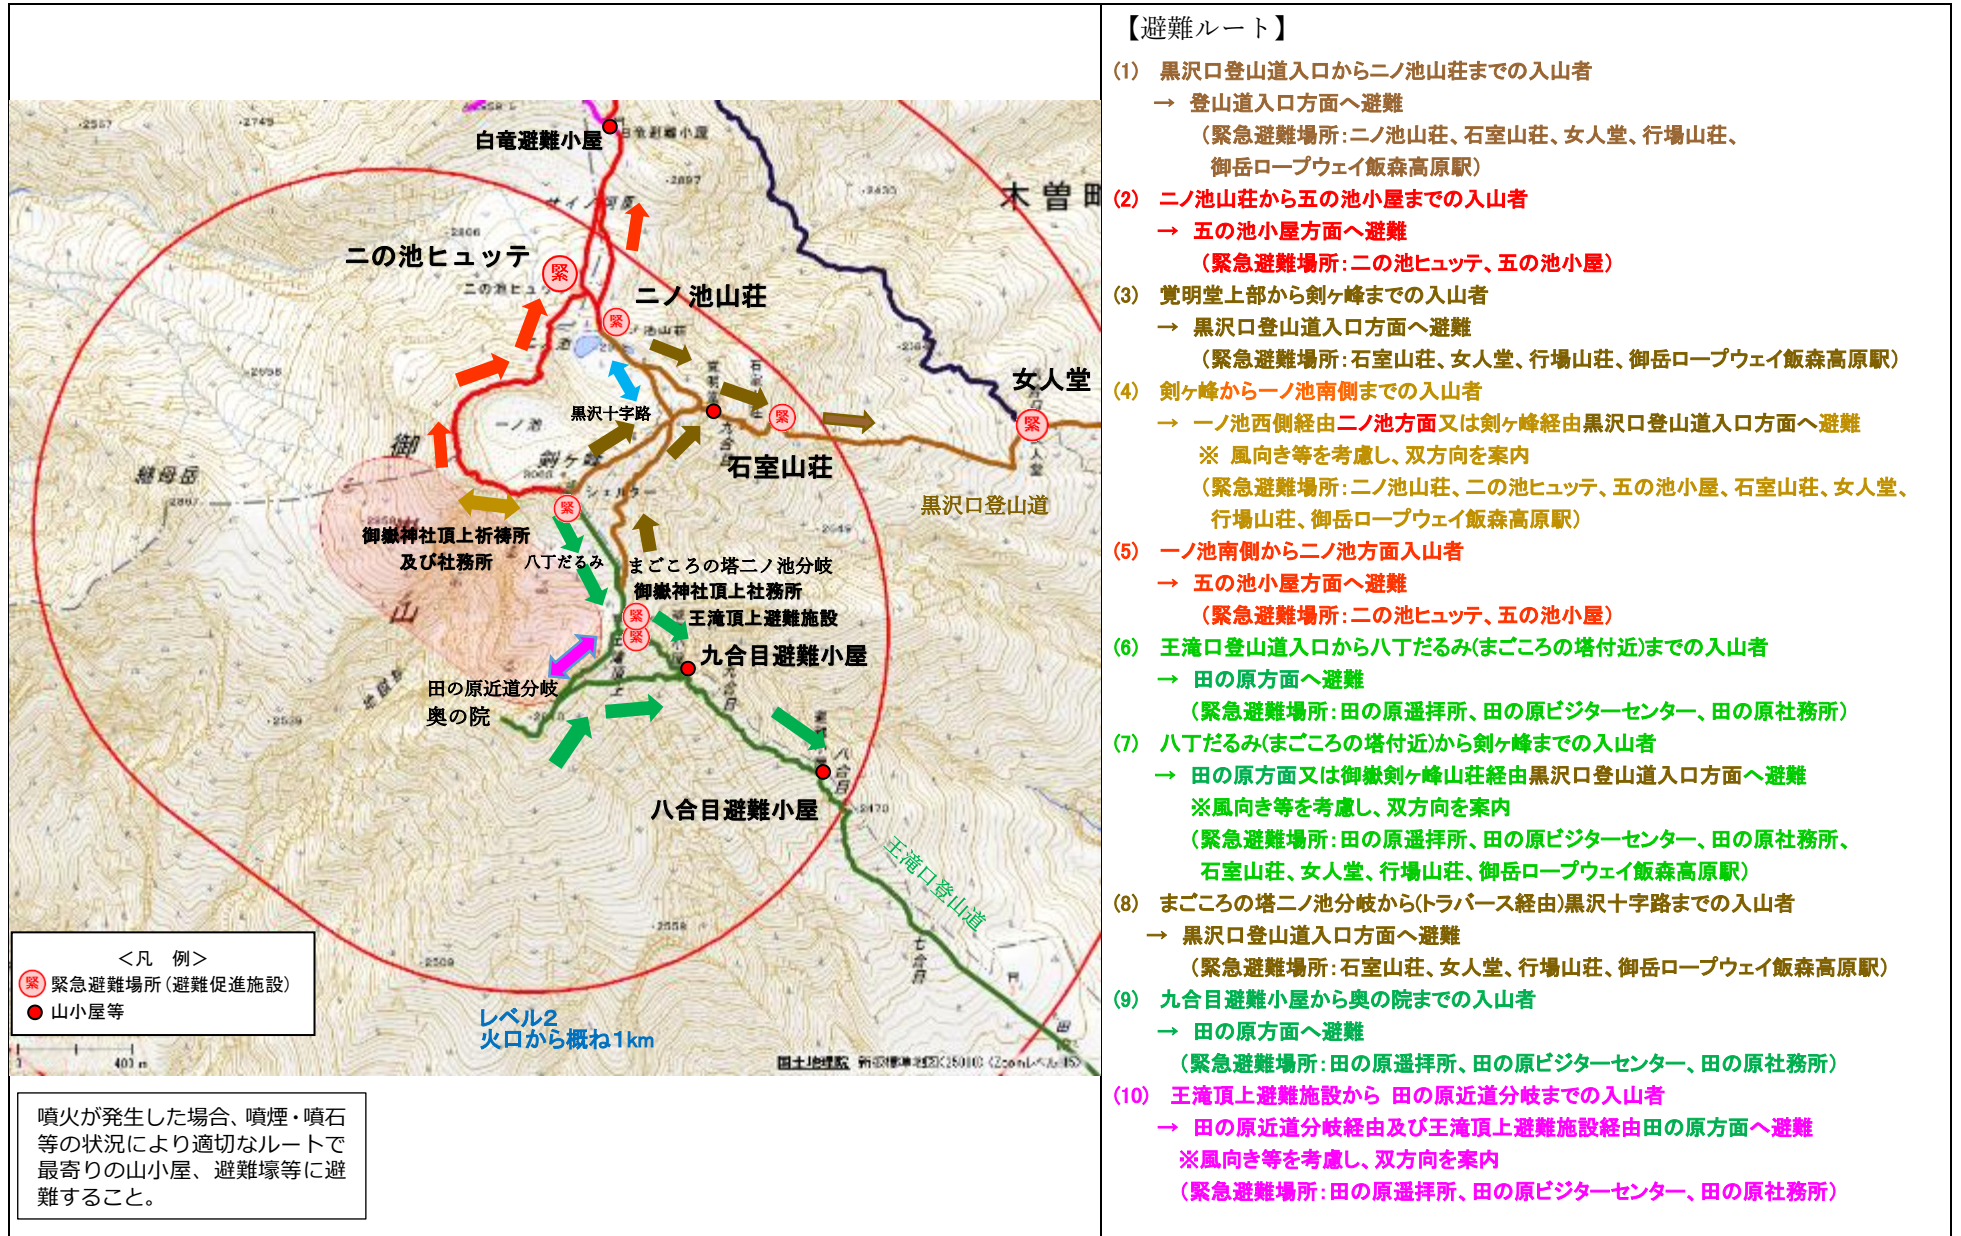 【避難ルート】
(1) 黒沢口登山道入口から二ノ池山荘までの入山者
→ 登山道入口方面へ避難
(緊急避難場所：二ノ池山荘、石室山荘、女人堂、行場山荘、
御岳ロープウェイ飯森高原駅)
(2) 二ノ池山荘から五の池小屋までの入山者
→ 五の池小屋方面へ避難
(緊急避難場所：二の池ヒュッテ、五の池小屋)
(3) 覚明堂上部から剣ヶ峰までの入山者
→ 黒沢口登山道入口方面へ避難
(緊急避難場所：石室山荘、女人堂、行場山荘、御岳ロープウェイ飯森高原駅)
(4) 剣ヶ峰から一ノ池南側までの入山者
→ 一ノ池西側経由二ノ池方面又は剣ヶ峰経由黒沢口登山道入口方面へ避難
※ 風向き等を考慮し、双方向を案内
(緊急避難場所：二ノ池山荘、二の池ヒュッテ、五の池小屋、石室山荘、女人堂、
行場山荘、御岳ロープウェイ飯森高原駅)
(5) 一ノ池南側から二ノ池方面入山者
→ 五の池小屋方面へ避難
(緊急避難場所：二の池ヒュッテ、五の池小屋)
(6) 王滝口登山道入口から八丁だるみ(まごころの塔付近)までの入山者
→ 田の原方面へ避難
(緊急避難場所：田の原遥拝所、田の原ビジターセンター、田の原社務所)
(7) 八丁だるみ(まごころの塔付近)から剣ヶ峰までの入山者
→ 田の原方面又は御嶽剣ヶ峰山荘経由黒沢口登山道入口方面へ避難
※風向き等を考慮し、双方向を案内
(緊急避難場所：田の原遥拝所、田の原ビジターセンター、田の原社務所、
石室山荘、女人堂、行場山荘、御岳ロープウェイ飯森高原駅)
(8) まごころの塔二ノ池分岐から(トラバース経由)黒沢十字路までの入山者
→ 黒沢口登山道入口方面へ避難
(緊急避難場所：石室山荘、女人堂、行場山荘、御岳ロープウェイ飯森高原駅)
(9) 九合目避難小屋から奥の院までの入山者
→ 田の原方面へ避難
(緊急避難場所：田の原遥拝所、田の原ビジターセンター、田の原社務所)
(10) 王滝頂上避難施設から 田の原近道分岐までの入山者
→ 田の原近道分岐経由及び王滝頂上避難施設経由田の原方面へ避難
※風向き等を考慮し、双方向を案内
(緊急避難場所：田の原遥拝所、田の原ビジターセンター、田の原社務所)
白竜避難小屋
白竜避難小屋
木曽町
二の池ヒュッテ
緊
二ノ池山荘
緊
女人堂
緊
黒沢十字路
一ノ池
緊
石室山荘
黒沢口登山道
御
継母岳
剣ヶ峰
シェルター
緊
御嶽神社頂上祈祷所
及び社務所
八丁だるみ
まごころの塔二ノ池分岐
御嶽神社頂上社務所
緊
王滝頂上避難施設
緊
山
九合目避難小屋
田の原近道分岐
奥の院
八合目
八合目避難小屋
王滝口登山道
七合目
レベル2
火口から概ね1km
400 m
国土地理院
＜凡 例＞
緊 緊急避難場所(避難促進施設)
山小屋等
噴火が発生した場合、噴煙・噴石
等の状況により適切なルートで
最寄りの山小屋、避難壕等に避
難すること。